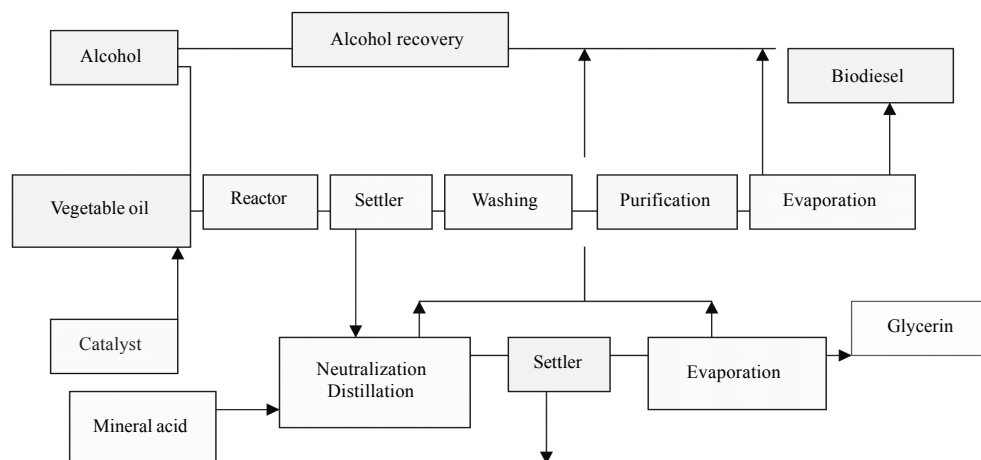 Alcohol recovery
Alcohol
Biodiesel
Vegetable oil
Reactor
Settler
Washing
Purification
Evaporation
Catalyst
Neutralization
Distillation
Settler
Evaporation
Glycerin
Mineral acid